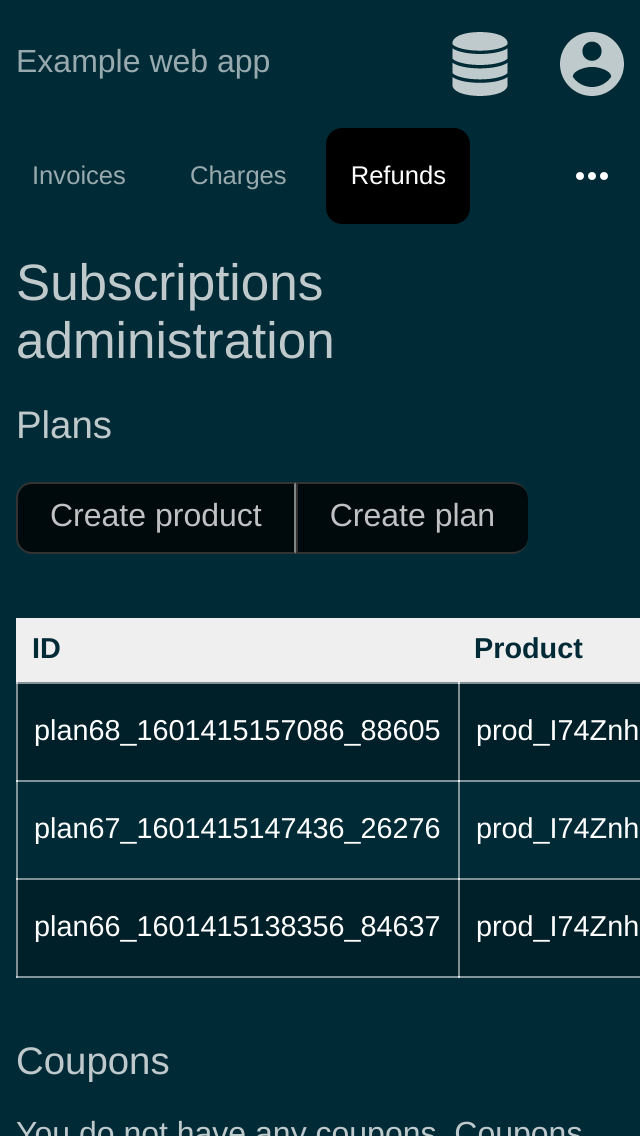 Example web app
Invoices Charges Refunds
Subscriptions
administration
Plans
Create product Create plan
ID Product
plan68_1601415157086_88605 prod_I74Znh
plan67_1601415147436_26276 prod_I74Znh
plan66_1601415138356_84637 prod_I74Znh
Coupons
You do not have any coupons. Coupons